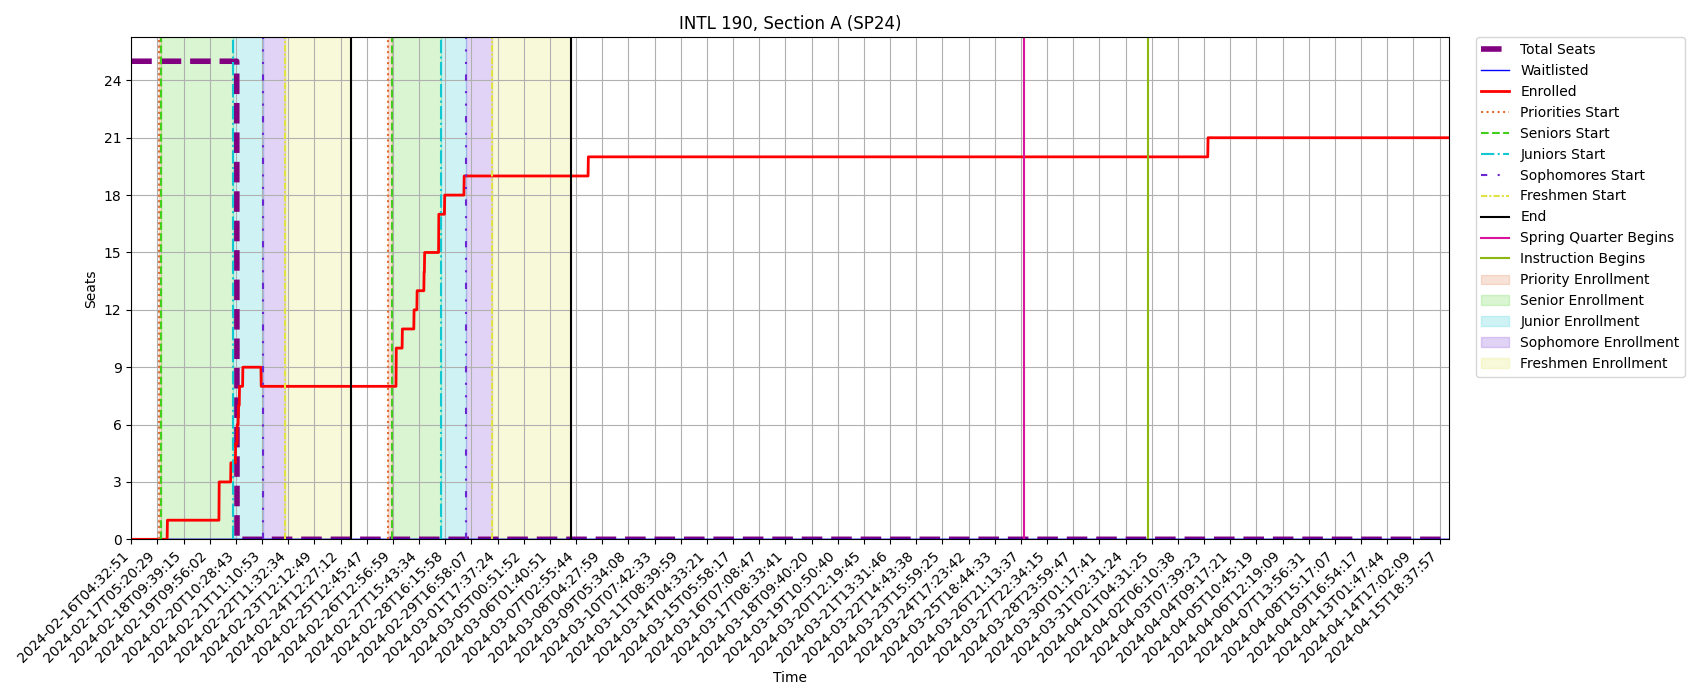 INTL 190, Section A (SP24)
Seats
24
21
18
15
12
9
6
3
0
2024-02-16T04:32:51
2024-02-17T05:20:29
2024-02-18T09:39:15
2024-02-19T09:56:02
2024-02-20T10:28:43
2024-02-21T11:10:53
2024-02-22T11:32:34
2024-02-23T12:12:49
2024-02-24T12:27:12
2024-02-25T12:45:47
2024-02-26T12:56:59
2024-02-27T15:43:34
2024-02-28T16:15:58
2024-02-29T16:58:07
2024-03-01T17:37:24
2024-03-05T00:51:52
2024-03-06T01:40:51
2024-03-07T02:55:44
2024-03-08T04:27:59
2024-03-09T05:34:08
2024-03-10T07:42:33
2024-03-11T08:39:59
2024-03-14T04:33:21
2024-03-15T05:58:17
2024-03-16T07:08:47
2024-03-17T08:33:41
2024-03-18T09:40:20
2024-03-19T10:50:40
2024-03-20T12:19:45
2024-03-21T13:31:46
2024-03-22T14:43:38
2024-03-23T15:59:25
2024-03-24T17:23:42
2024-03-25T18:44:33
2024-03-26T21:13:37
2024-03-27T22:34:15
2024-03-28T23:59:47
2024-03-30T01:17:41
2024-03-31T02:31:24
2024-04-01T04:31:25
2024-04-02T06:10:38
2024-04-03T07:39:23
2024-04-04T09:17:21
2024-04-05T10:45:19
2024-04-06T12:19:09
2024-04-07T13:56:31
2024-04-08T15:17:07
2024-04-09T16:54:17
2024-04-13T01:47:44
2024-04-14T17:02:09
2024-04-15T18:37:57
Time
Total Seats
Waitlisted
Enrolled
Priorities Start
Seniors Start
Juniors Start
Sophomores Start
Freshmen Start
End
Spring Quarter Begins
Instruction Begins
Priority Enrollment
Senior Enrollment
Junior Enrollment
Sophomore Enrollment
Freshmen Enrollment